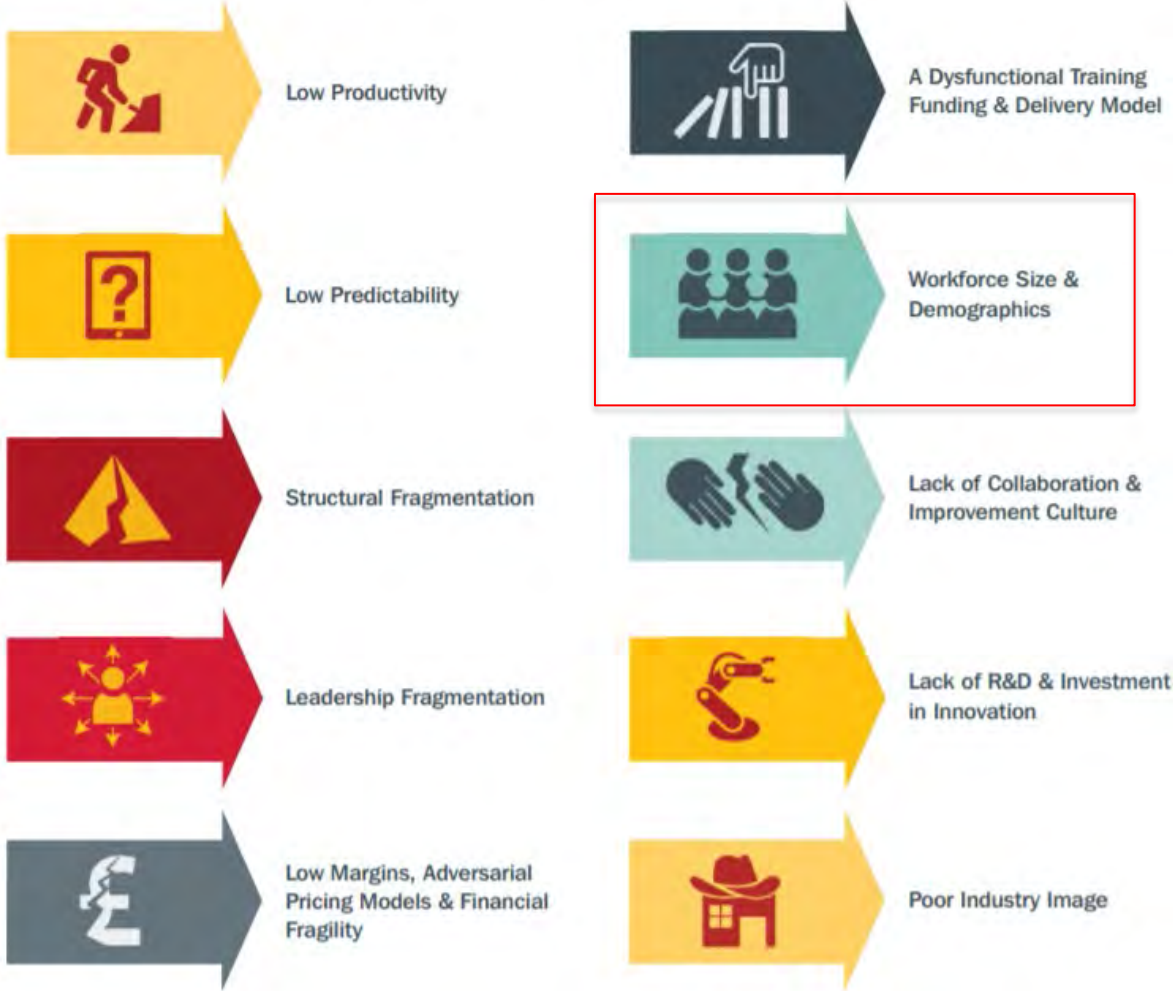 Low Productivity
Low Predictability
Structural Fragmentation
Leadership Fragmentation
Low Margins, Adversarial
Pricing Models & Financial
Fragility
A Dysfunctional Training
Funding & Delivery Model
Workforce Size &
Demographics
Lack of Collaboration &
Improvement Culture
Lack of R&D & Investment
in Innovation
Poor Industry Image
?
£